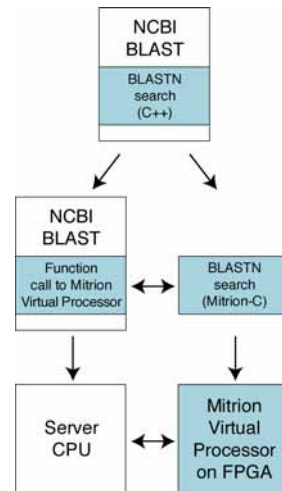 NCBI
BLAST
BLASTN
search
(C++)
NCBI
BLAST
Function
call to Mitrion
Virtual Processor
BLASTN
search
(Mitrion-C)
Server
CPU
Mitrion
Virtual
Processor
on FPGA